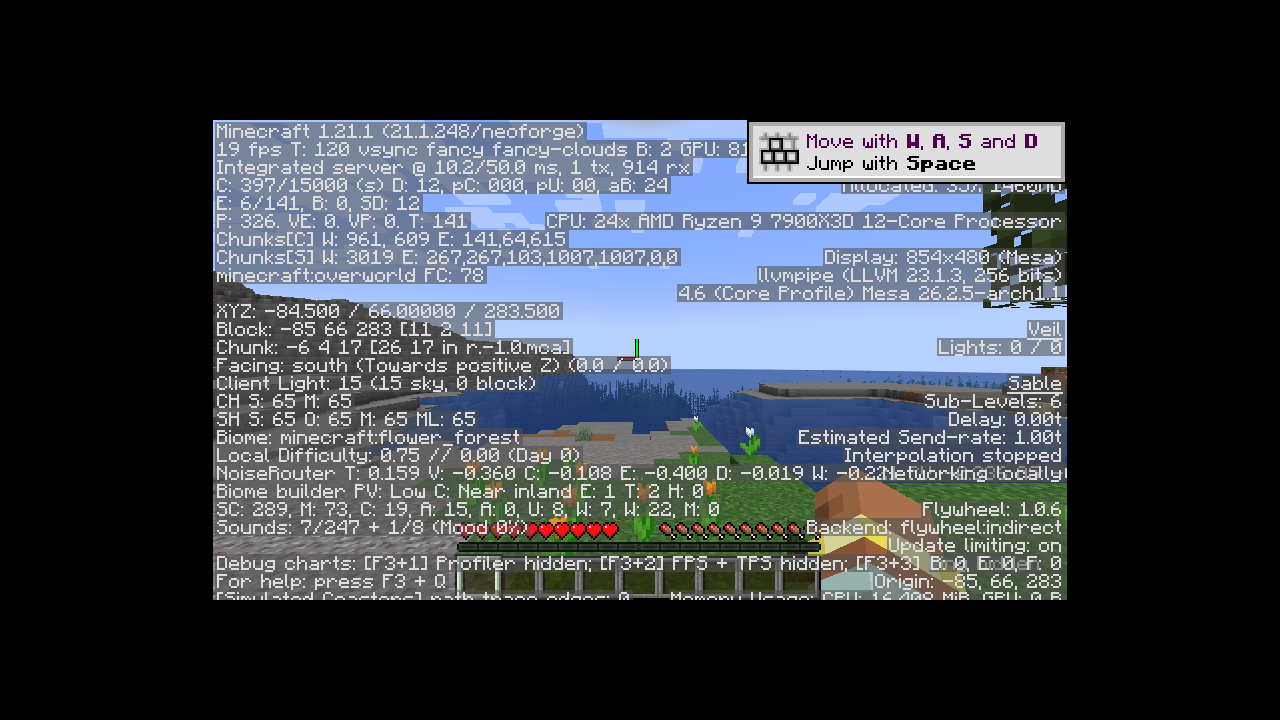 Minecraft 1.21.1 (21.1.248/neoforge)
19 fps T: 120 vsync fancy fancy-clouds B: 2 GPU: 81
Integrated server @ 10.2/50.0 ms, 1 tx, 914 rx
C: 397/15000 (s) D: 12, pC: 000, pU: 00, aB: 24
E: 6/141, B: 0, SD: 12
P: 326. WE: 0. VP: 0. T: 141
Chunks[C] W: 961, 609 E: 141,64,615
Chunks[S] W: 3019 E: 267,267,103,1007,1007,0,0
minecraft:overworld FC: 78
XYZ: -84.500 / 66.00000 / 283.500
Block: -85 66 283 [11 2 11]
Chunk: -6 4 17 [26 17 in r.-1.0.mca]
Facing: south (Towards positive Z) (0.0 / 0.0)
Client Light: 15 (15 sky, 0 block)
CH S: 65 M: 65
SH S: 65 O: 65 M: 65 ML: 65
Biome: minecraft:flower_forest
Local Difficulty: 0.75 // 0.00 (Day 0)
NoiseRouter T: 0.159 V: -0.360 C: -0.108 E: -0.400 D: -0.019 W: -0.22
Biome builder PV: Low C: Near inland E: 1 T: 2 H: 0
SC: 289, M: 73, C: 19, A: 15, A: 0, U: 8, W: 7, W: 22, M: 0
Sounds: 7/247 + 1/8 (Mood 0%)
Debug charts: [F3+1] Profiler hidden; [F3+2] FPS + TPS hidden; [F3+3]
For help: press F3 + Q
Move with W, A, S and D
Jump with Space
Allocated:
CPU: 24x AMD Ryzen 9 7900X3D 12-Core Processor
Display: 854x480 (Mesa)
llvmpipe (LLVM 23.1.3, 256 bits)
4.6 (Core Profile) Mesa 26.2.5-arch1.1
Veil
Lights: 0 / 0
Sable
Sub-Levels: 6
Delay: 0.00t
Estimated Send-rate: 1.00t
Interpolation stopped
Networking locally
Flywheel: 1.0.6
Backend: flywheel:indirect
Update limiting: on
B: 0, E: 0, F: 0
Origin: -85, 66, 283